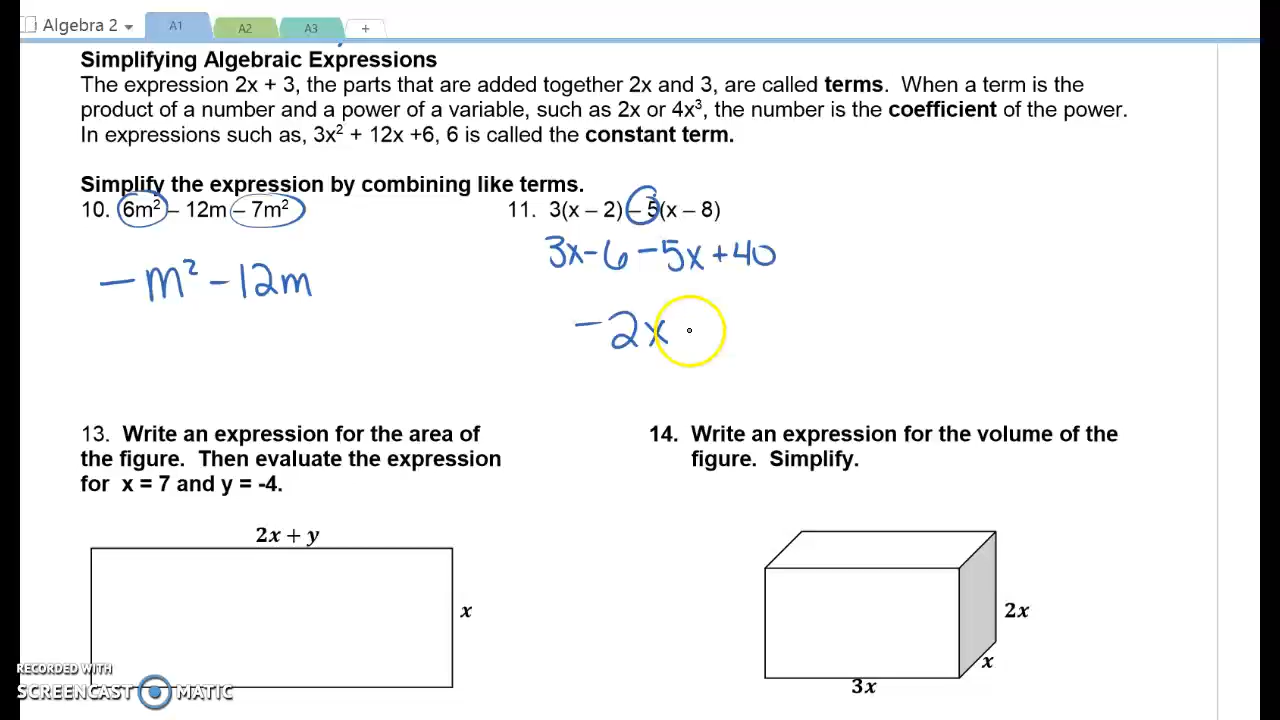 Algebra 2 A1 A2 A3 +
Simplifying Algebraic Expressions
The expression 2x + 3, the parts that are added together 2x and 3, are called terms. When a term is the
product of a number and a power of a variable, such as 2x or 4x³, the number is the coefficient of the power.
In expressions such as, 3x² + 12x +6, 6 is called the constant term.
Simplify the expression by combining like terms.
10. 6m² – 12m – 7m²
11. 3(x – 2) – 5(x – 8)
3x - 6 - 5x + 40
- m² - 12m
- 2x
13. Write an expression for the area of
the figure. Then evaluate the expression
for x = 7 and y = -4.
2x + y
x
14. Write an expression for the volume of the
figure. Simplify.
2x
x
3x
RECORDED WITH
SCREENCAST MATIC